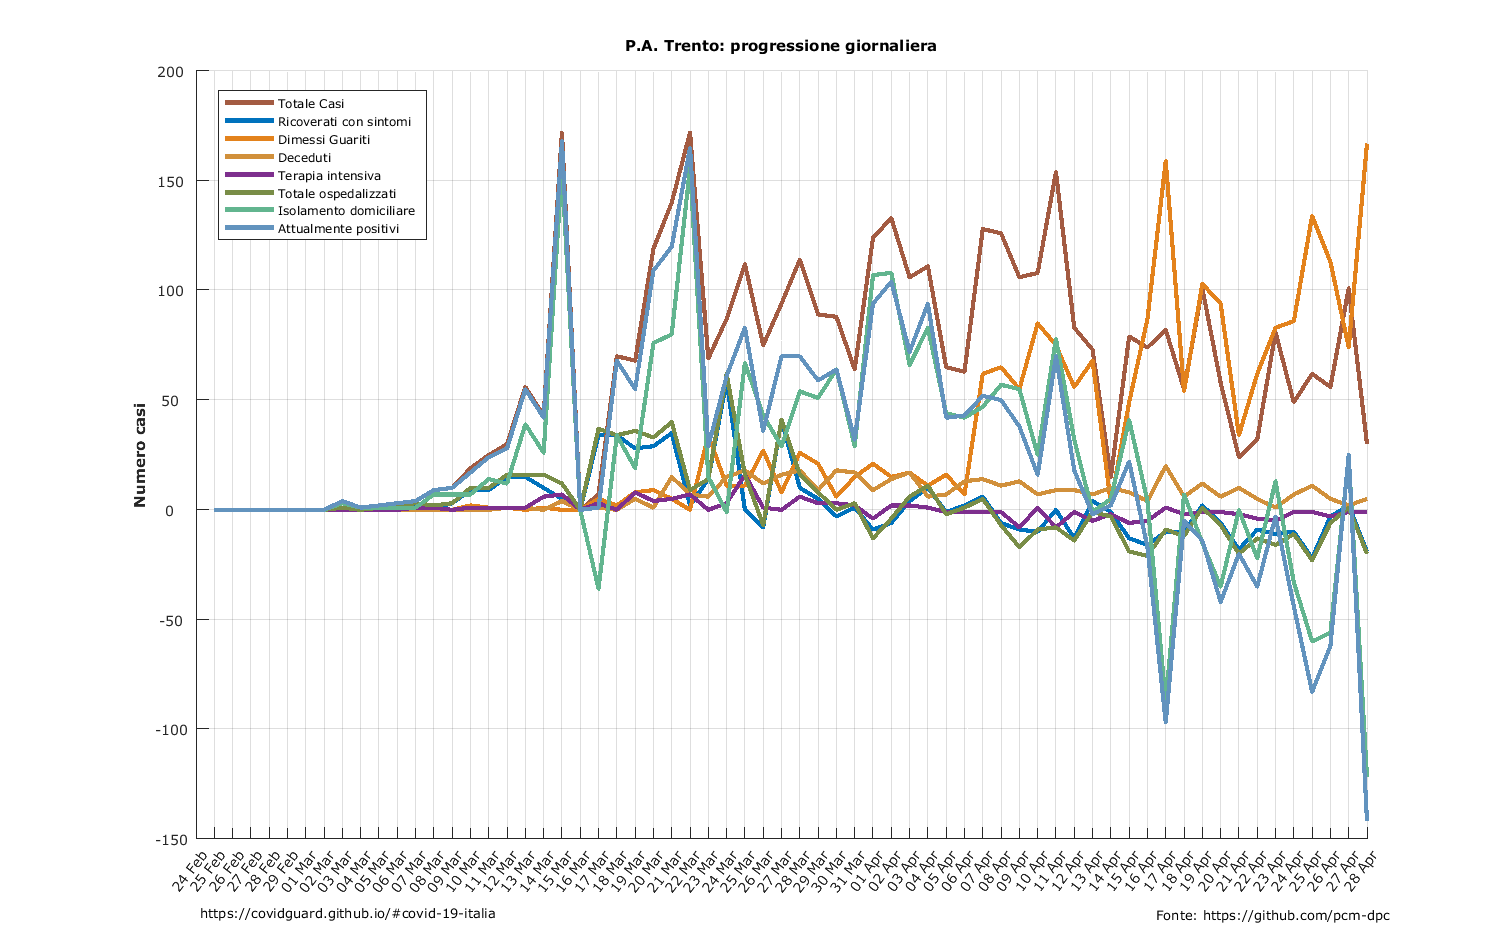 P.A. Trento: progressione giornaliera
Numero casi
200
150
100
50
0
-50
-100
-150
Totale Casi
Ricoverati con sintomi
Dimessi Guariti
Deceduti
Terapia intensiva
Totale ospedalizzati
Isolamento domiciliare
Attualmente positivi
24 Feb
25 Feb
26 Feb
27 Feb
28 Feb
29 Feb
01 Mar
02 Mar
03 Mar
04 Mar
05 Mar
06 Mar
07 Mar
08 Mar
09 Mar
10 Mar
11 Mar
12 Mar
13 Mar
14 Mar
15 Mar
16 Mar
17 Mar
18 Mar
19 Mar
20 Mar
21 Mar
22 Mar
23 Mar
24 Mar
25 Mar
26 Mar
27 Mar
28 Mar
29 Mar
30 Mar
31 Mar
01 Apr
02 Apr
03 Apr
04 Apr
05 Apr
06 Apr
07 Apr
08 Apr
09 Apr
10 Apr
11 Apr
12 Apr
13 Apr
14 Apr
15 Apr
16 Apr
17 Apr
18 Apr
19 Apr
20 Apr
21 Apr
22 Apr
23 Apr
24 Apr
25 Apr
26 Apr
27 Apr
28 Apr
https://covidguard.github.io/#covid-19-italia
Fonte: https://github.com/pcm-dpc